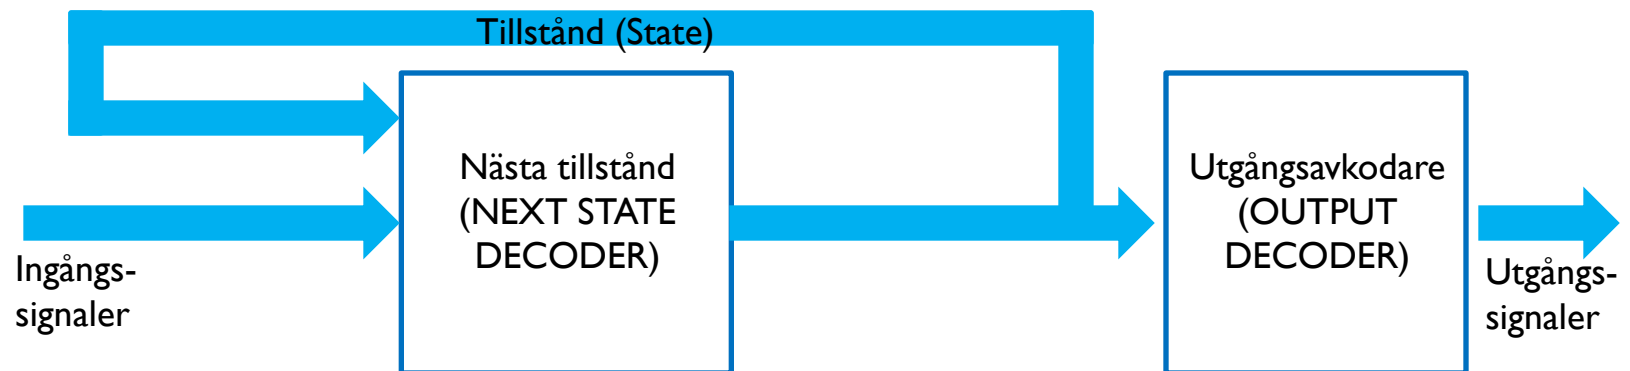 Tillstånd (State)
Nästa tillstånd
(NEXT STATE
DECODER)
Utgångsavkodare
(OUTPUT
DECODER)
Ingångs-
signaler
Utgångs-
signaler